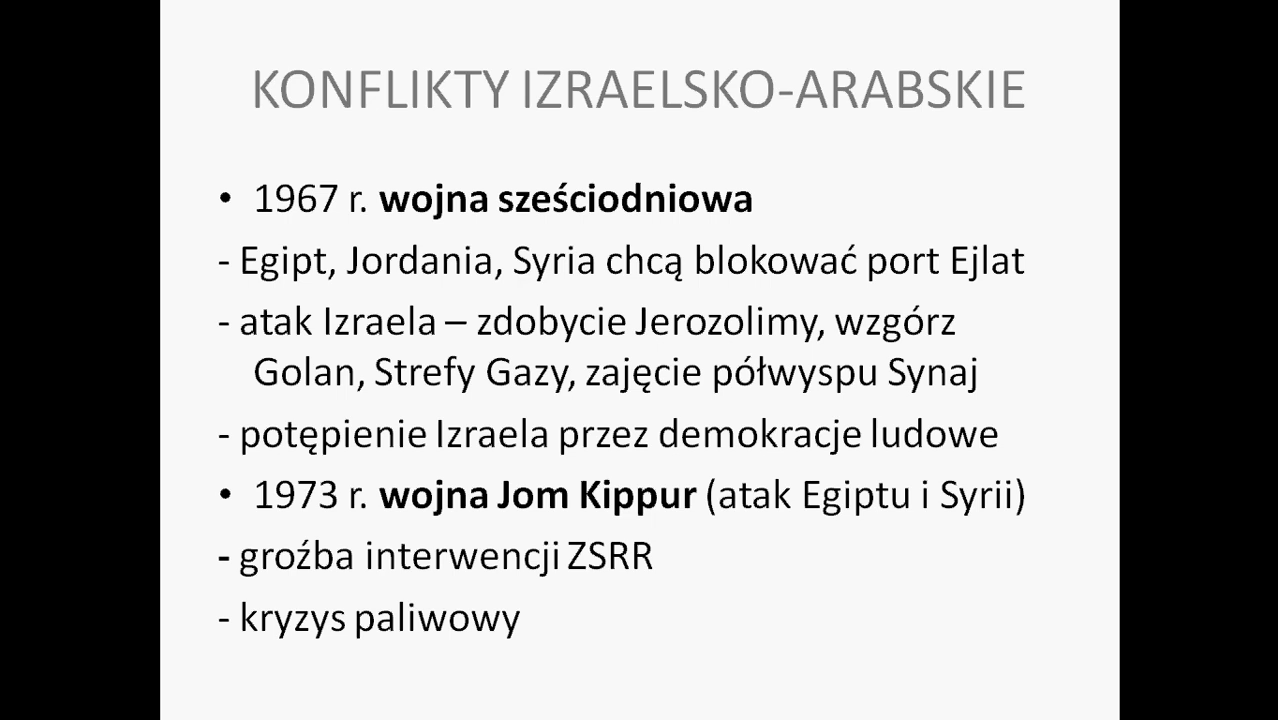 KONFLIKTY IZRAELSKO-ARABSKIE
• 1967 r. wojna sześciodniowa
- Egipt, Jordania, Syria chcą blokować port Ejlat
- atak Izraela – zdobycie Jerozolimy, wzgórz
Golan, Strefy Gazy, zajęcie półwyspu Synaj
- potępienie Izraela przez demokracje ludowe
• 1973 r. wojna Jom Kippur (atak Egiptu i Syrii)
- groźba interwencji ZSRR
- kryzys paliwowy